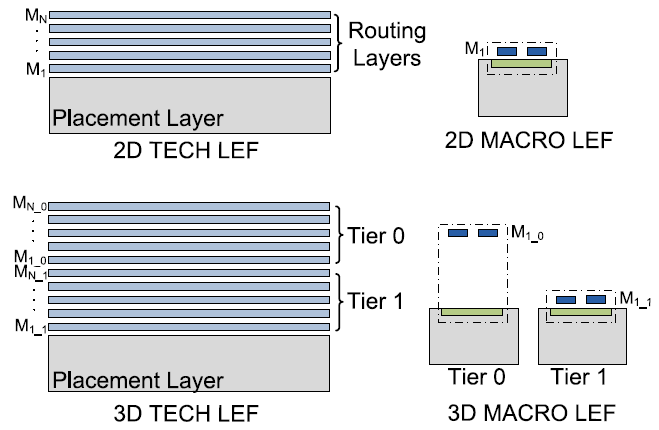 M_N
Routing
Layers
M_1
Placement Layer
2D TECH LEF
M_1
2D MACRO LEF
M_N_0
Tier 0
M_1_0
M_N_1
Tier 1
M_1_1
Placement Layer
3D TECH LEF
M_1_0
M_1_1
Tier 0
Tier 1
3D MACRO LEF